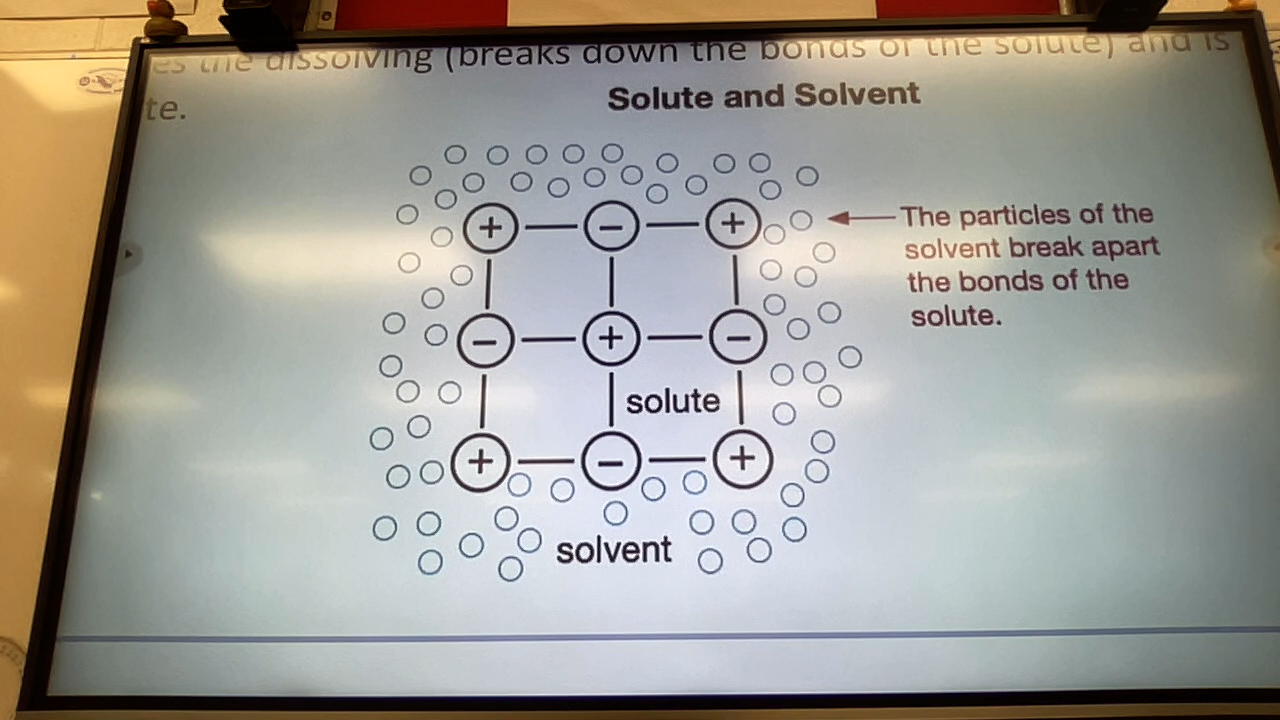 es the dissolving (breaks down the bonds of the solute) and is
te.
Solute and Solvent
+ − +
The particles of the
solvent break apart
the bonds of the
solute.
− + −
solute
+ − +
solvent